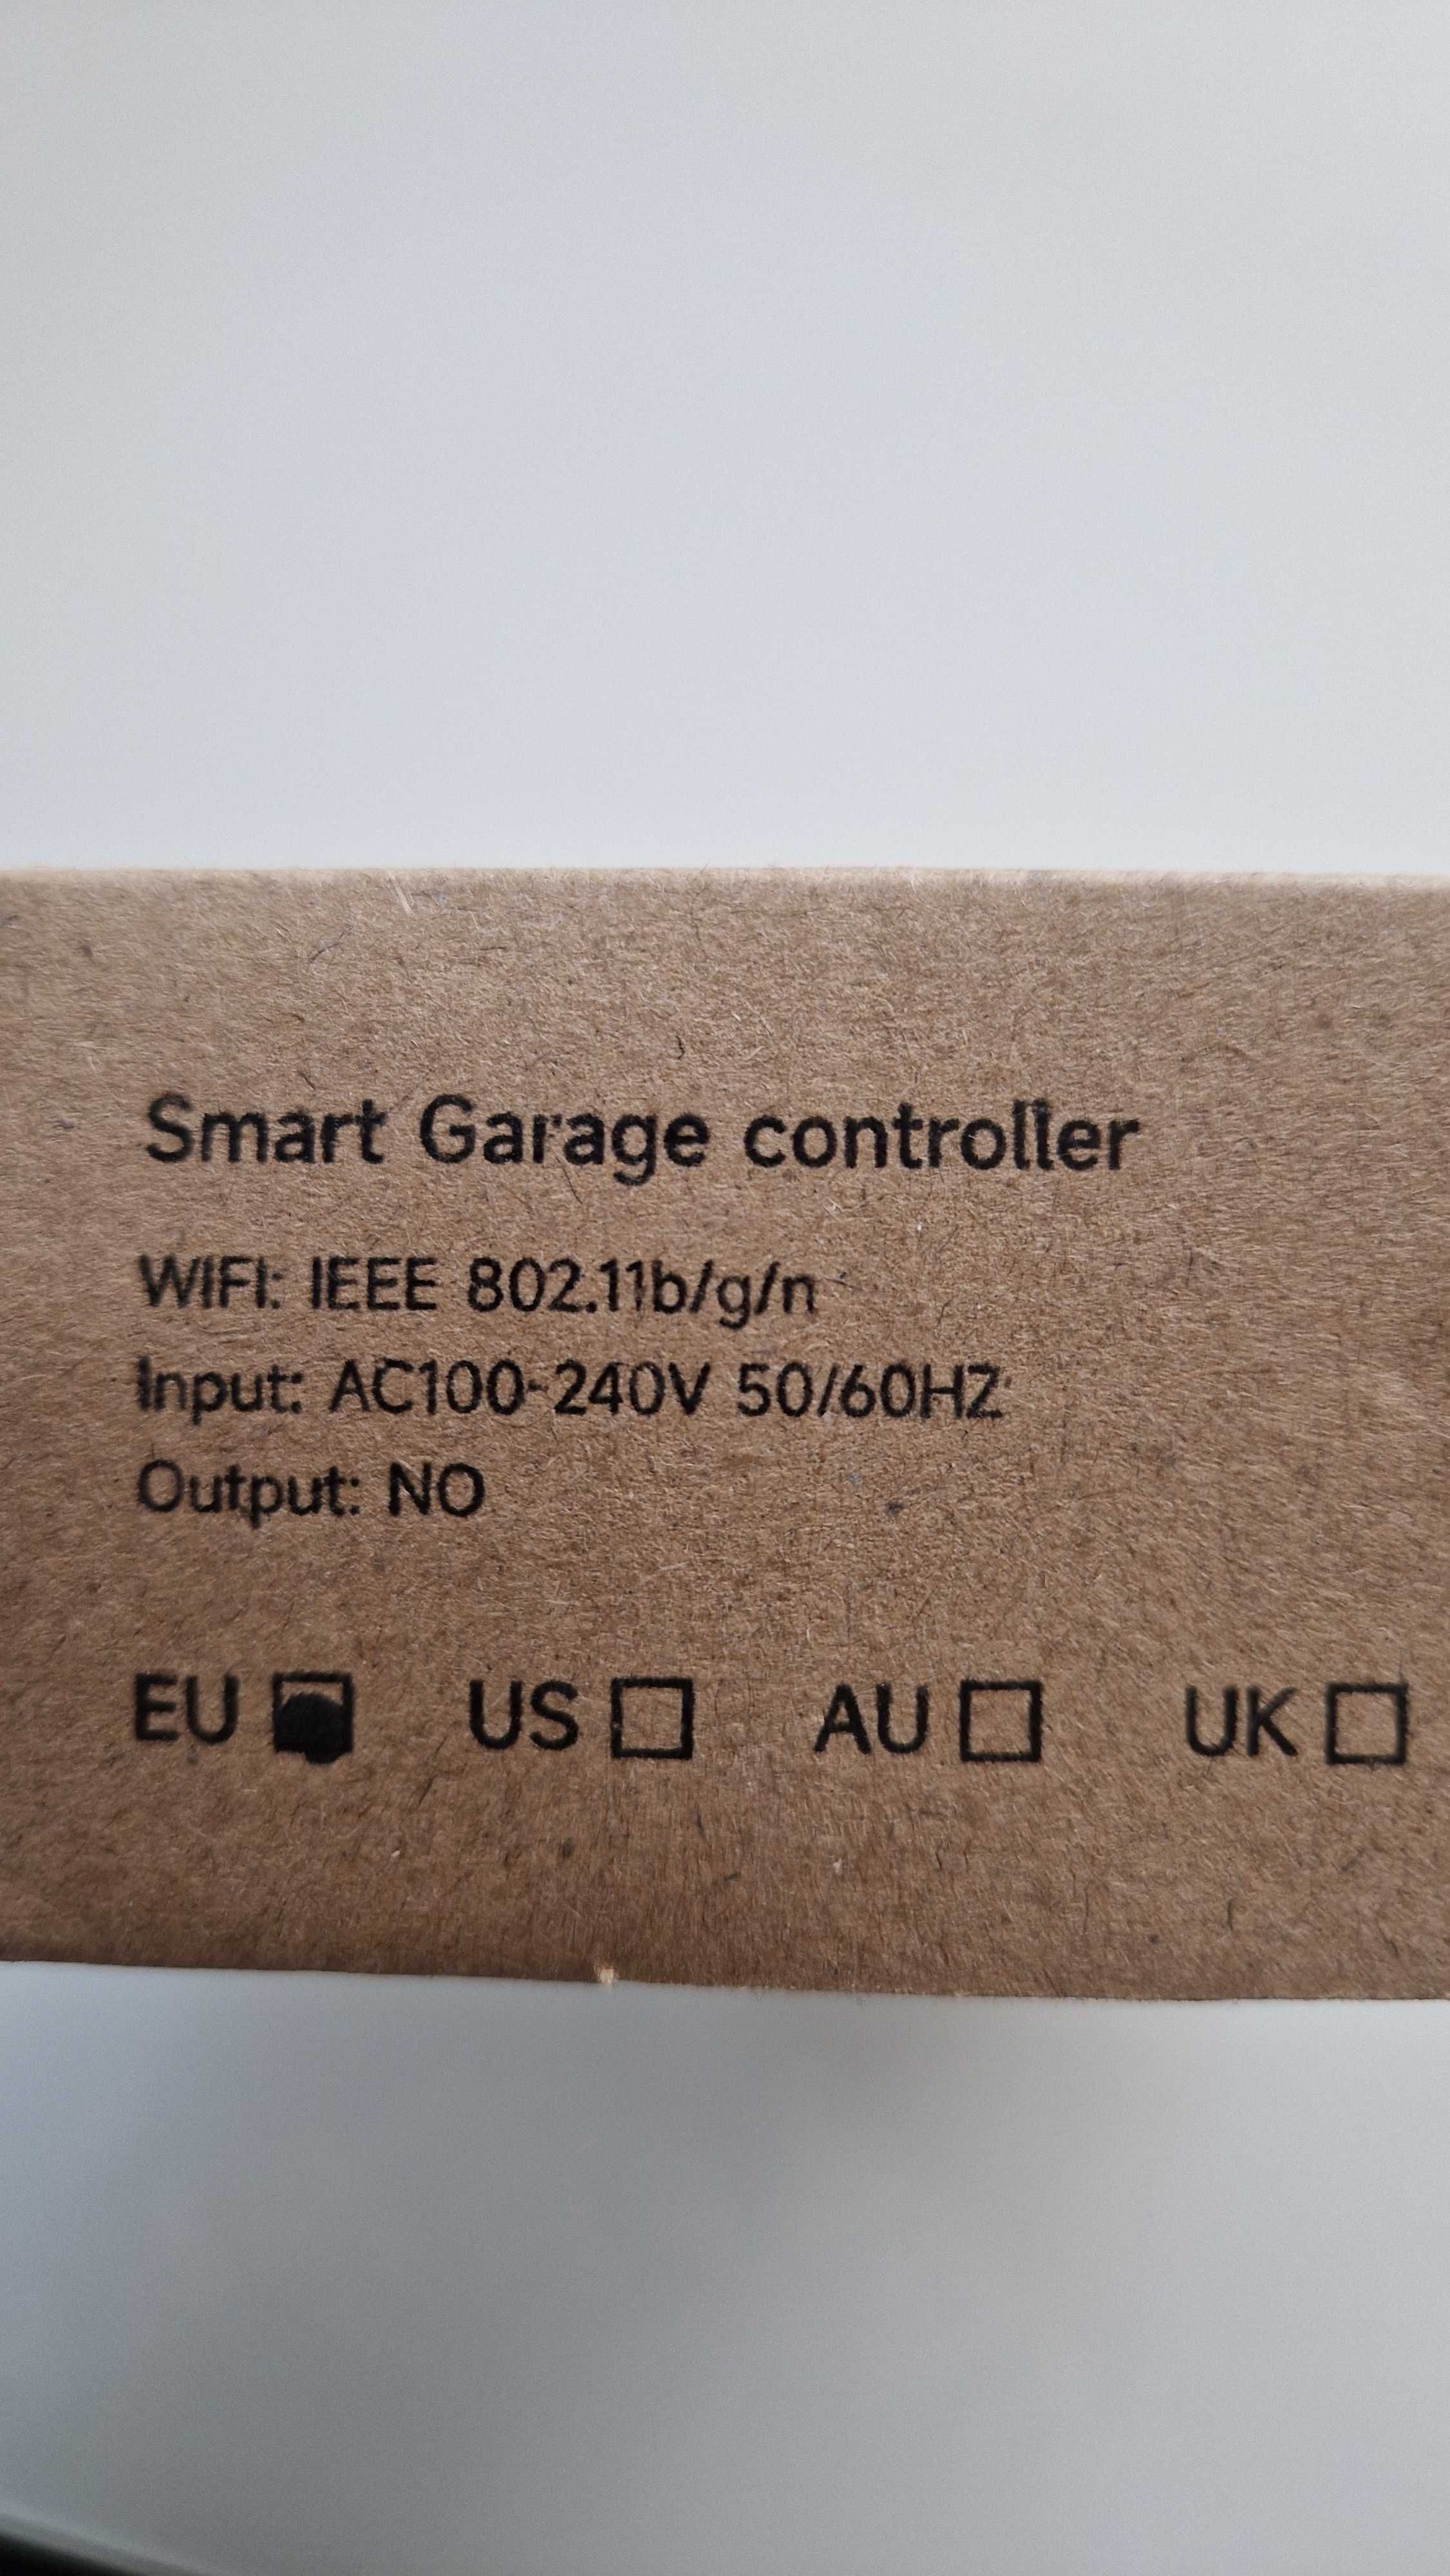 Smart Garage controller
WIFI: IEEE 802.11b/g/n
Input: AC100-240V 50/60HZ
Output: NO
EU US AU UK